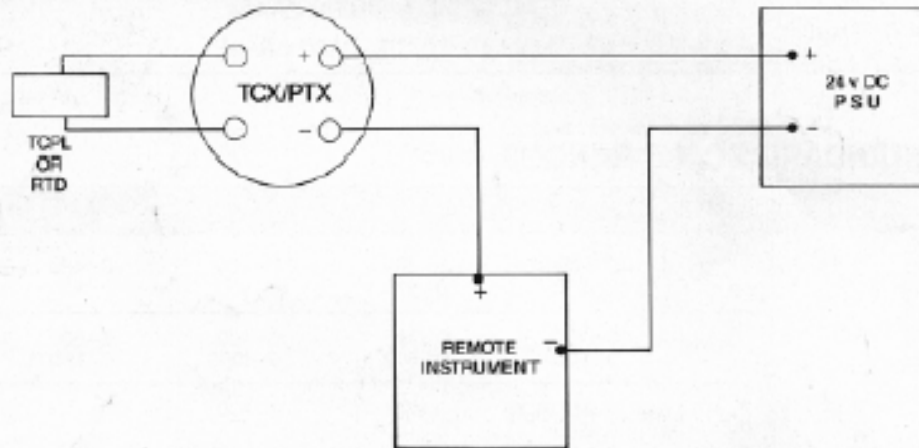 TCPL
OR
RTD
TCX/PTX
+
−
+
24 v DC
P S U
-
+
REMOTE
INSTRUMENT
−